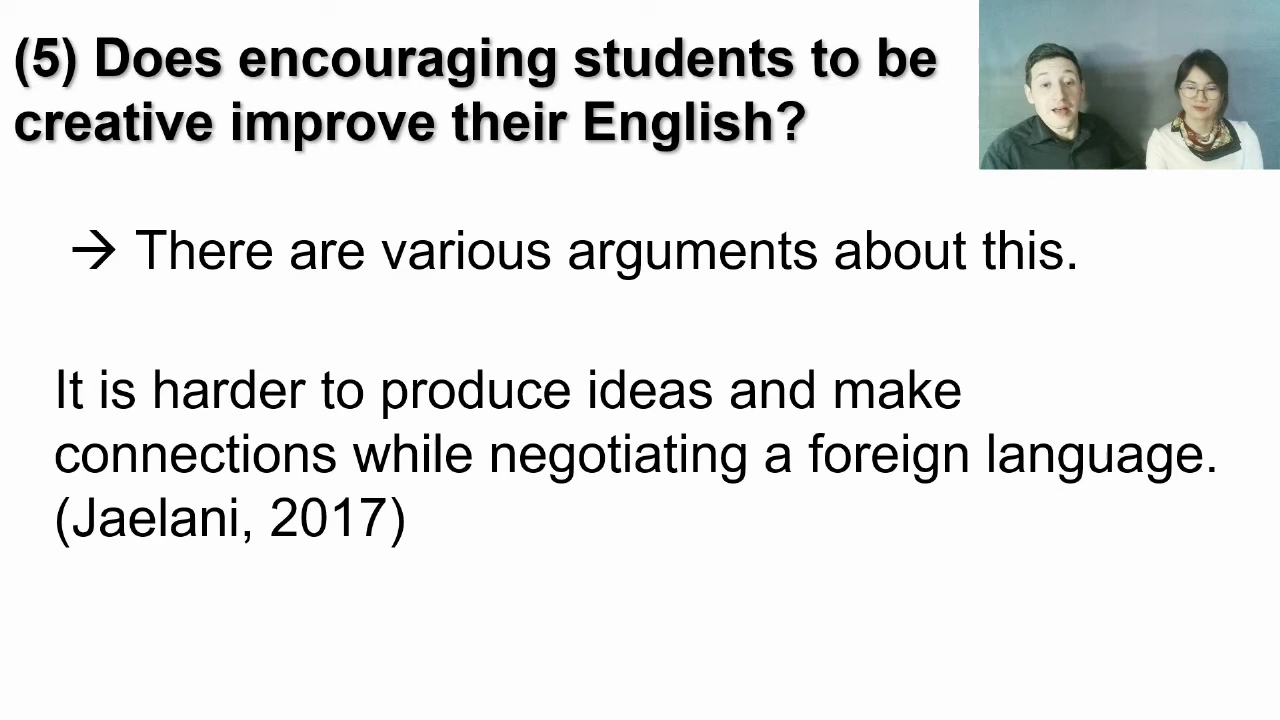 (5) Does encouraging students to be
creative improve their English?
→ There are various arguments about this.
It is harder to produce ideas and make
connections while negotiating a foreign language.
(Jaelani, 2017)